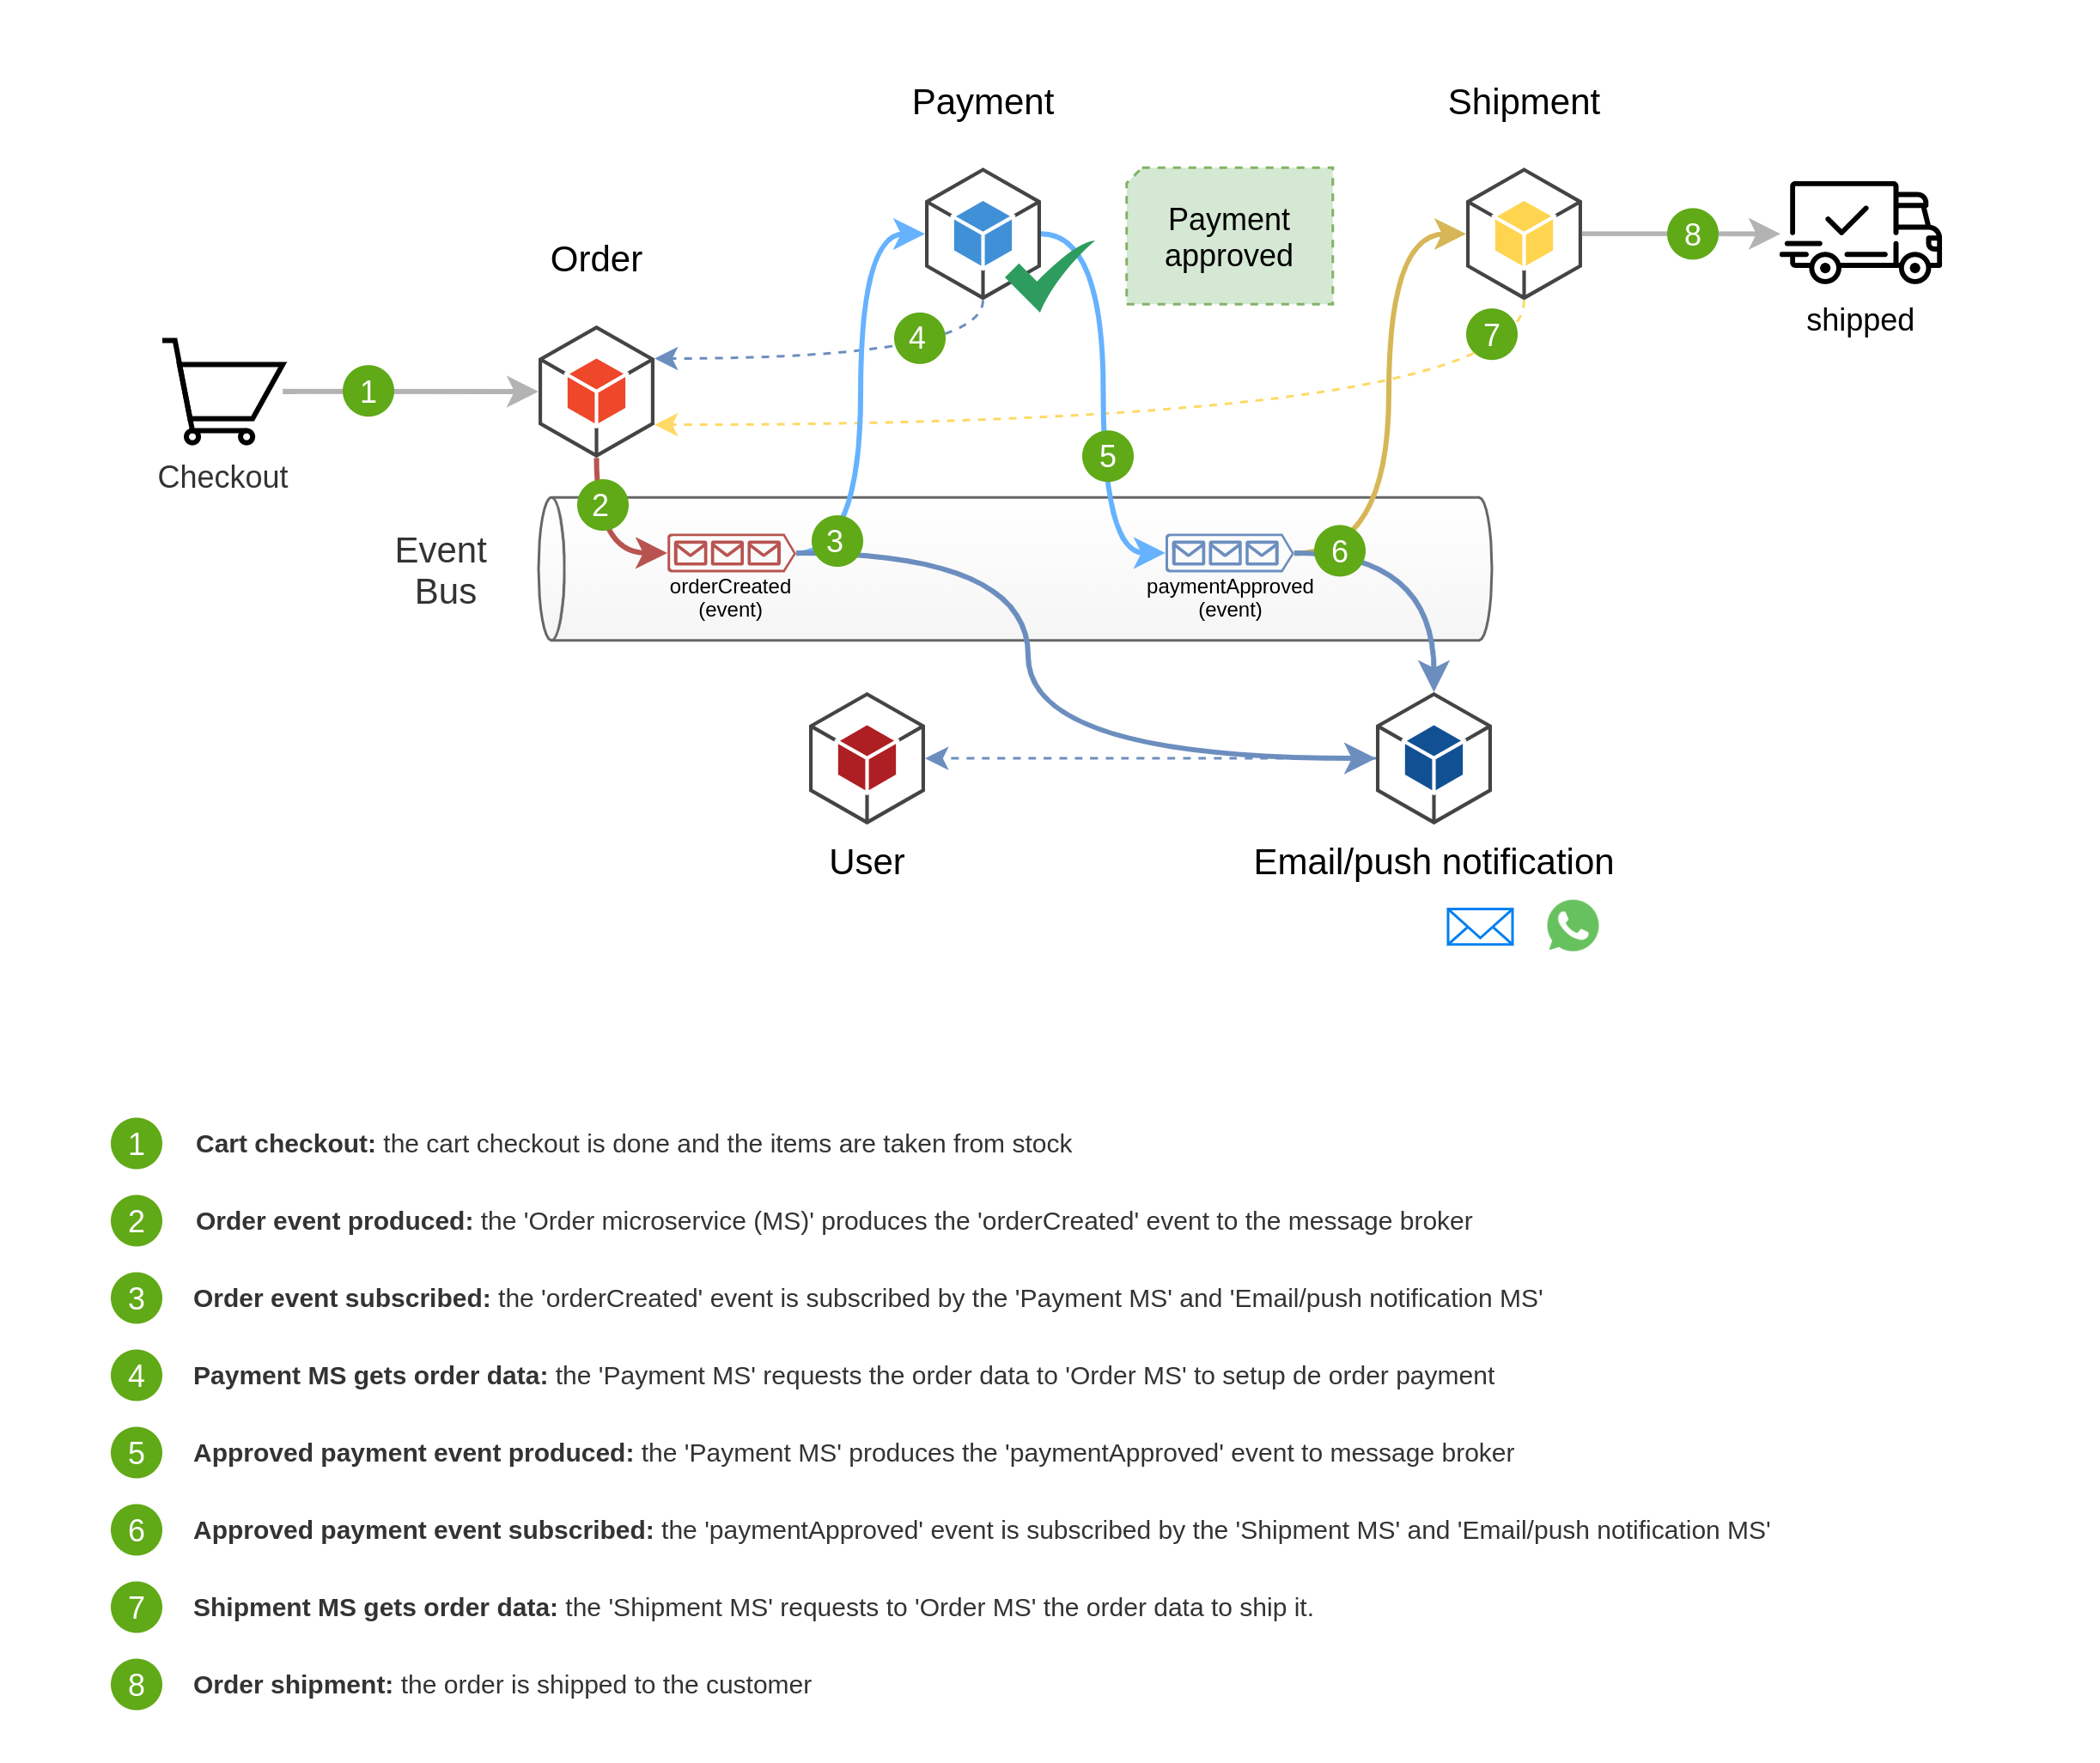 Payment
Shipment
Payment
approved
8
Order
shipped
4
7
1
Checkout
5
2
3
6
Event
Bus
orderCreated
(event)
paymentApproved
(event)
User
Email/push notification
1 Cart checkout: the cart checkout is done and the items are taken from stock
2 Order event produced: the 'Order microservice (MS)' produces the 'orderCreated' event to the message broker
3 Order event subscribed: the 'orderCreated' event is subscribed by the 'Payment MS' and 'Email/push notification MS'
4 Payment MS gets order data: the 'Payment MS' requests the order data to 'Order MS' to setup de order payment
5 Approved payment event produced: the 'Payment MS' produces the 'paymentApproved' event to message broker
6 Approved payment event subscribed: the 'paymentApproved' event is subscribed by the 'Shipment MS' and 'Email/push notification MS'
7 Shipment MS gets order data: the 'Shipment MS' requests to 'Order MS' the order data to ship it.
8 Order shipment: the order is shipped to the customer